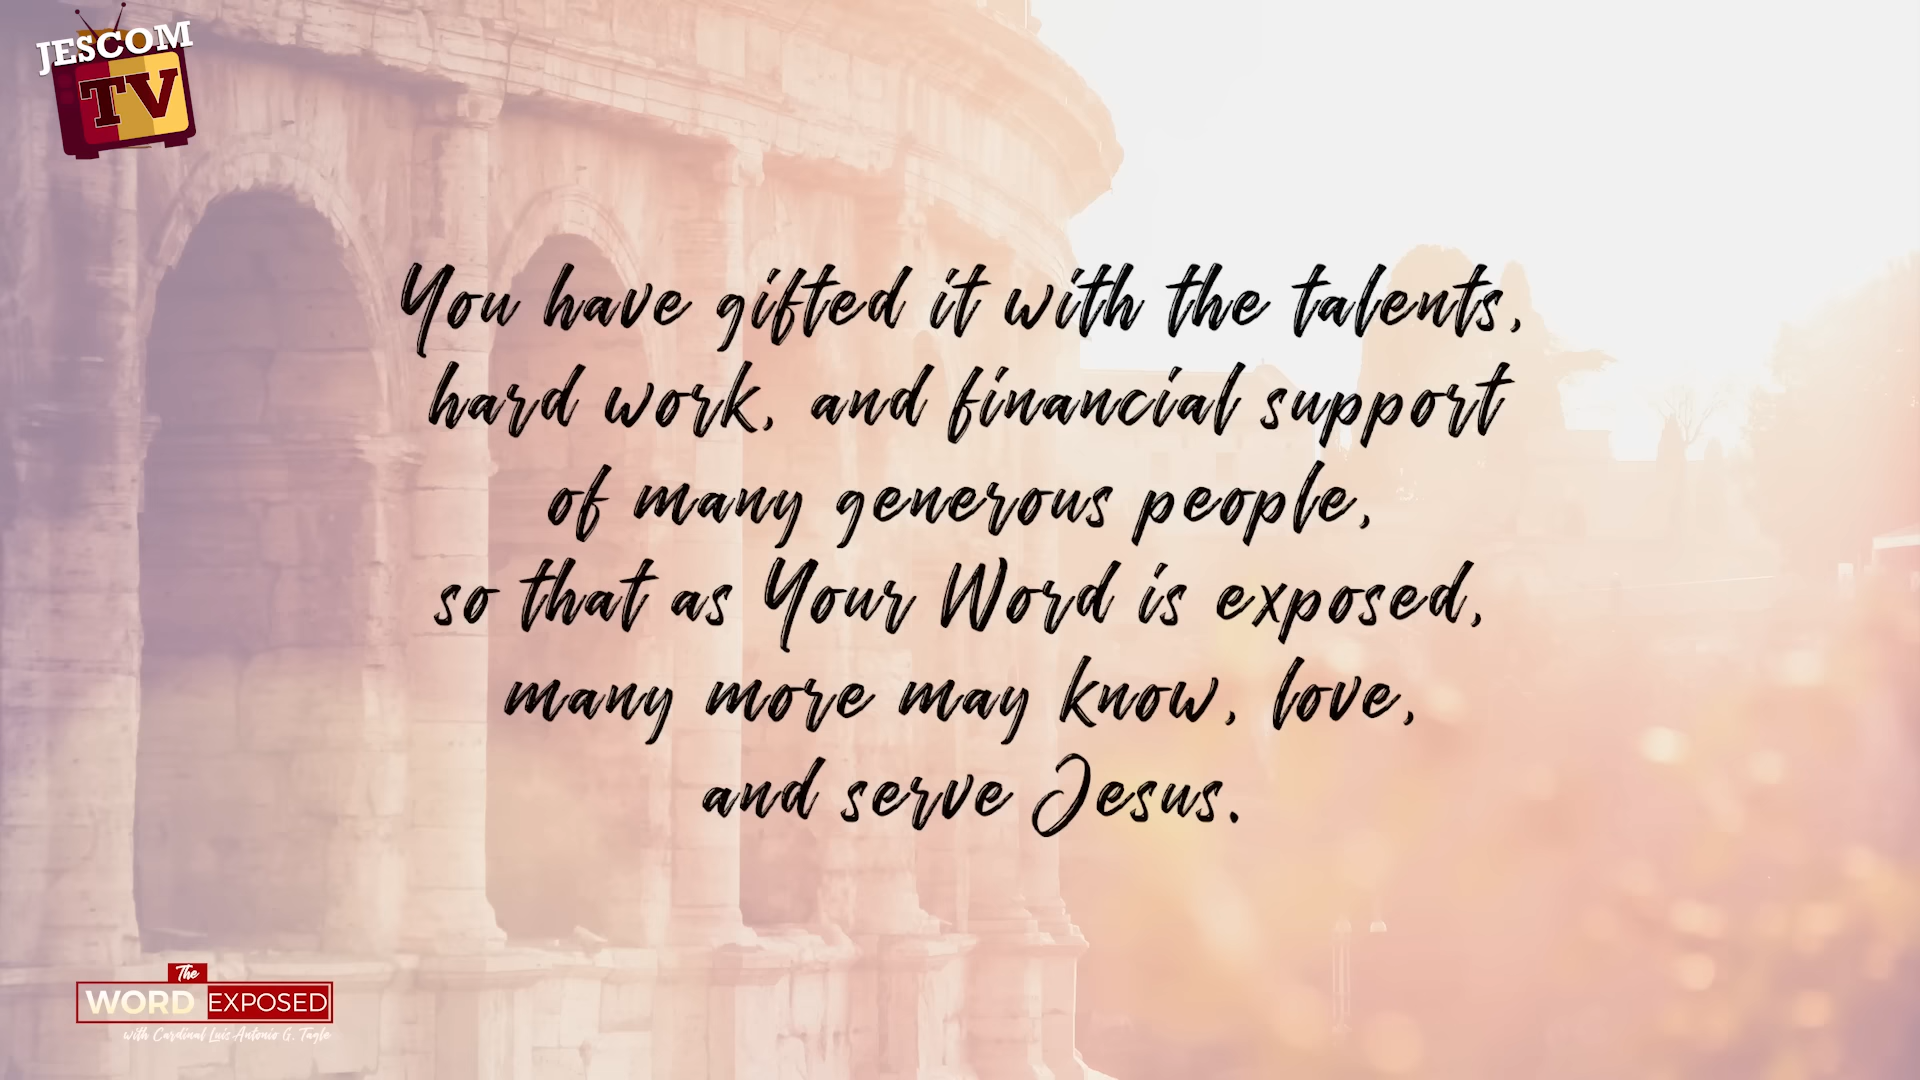 JESCOM
TV
You have gifted it with the talents,
hard work, and financial support
of many generous people,
so that as Your Word is exposed,
many more may know, love,
and serve Jesus.
The
WORD EXPOSED
with Cardinal Luis Antonio G. Tagle